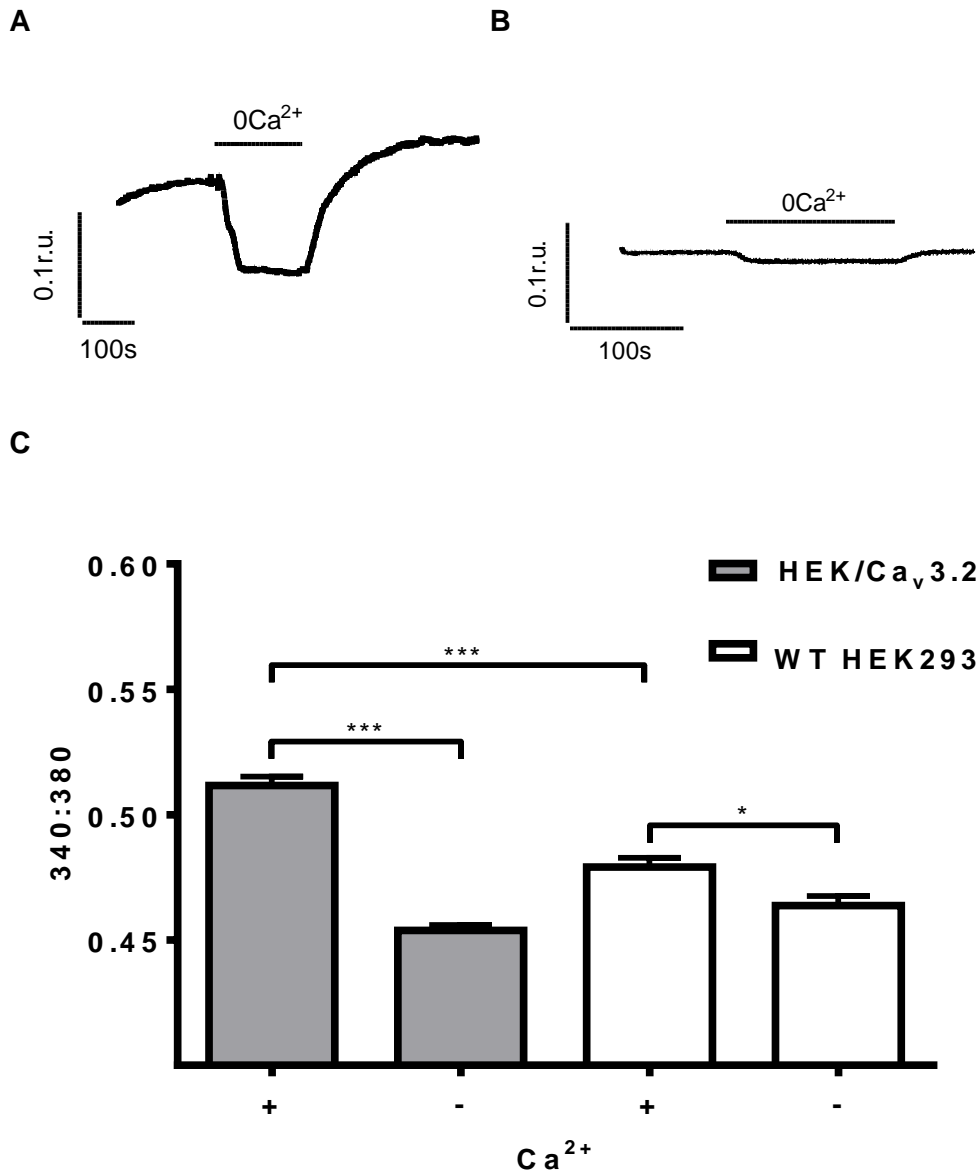 A
B
0Ca²⁺
0.1r.u.
100s
0Ca²⁺
0.1r.u.
100s
C
0.60
0.55
0.50
0.45
340:380
HEK/Caᵥ3.2
WT HEK293
***
***
*
+ - + -
Ca²⁺